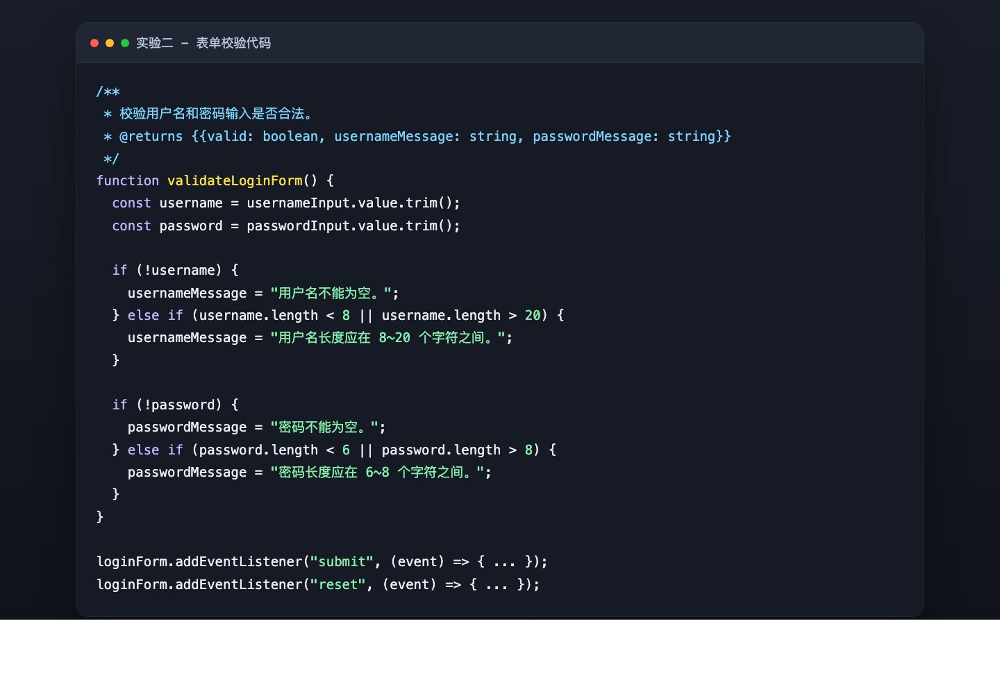 实验二 - 表单校验代码
/**
 * 校验用户名和密码输入是否合法。
 * @returns {{valid: boolean, usernameMessage: string, passwordMessage: string}}
 */
function validateLoginForm() {
  const username = usernameInput.value.trim();
  const password = passwordInput.value.trim();

  if (!username) {
    usernameMessage = "用户名不能为空。";
  } else if (username.length < 8 || username.length > 20) {
    usernameMessage = "用户名长度应在 8~20 个字符之间。";
  }

  if (!password) {
    passwordMessage = "密码不能为空。";
  } else if (password.length < 6 || password.length > 8) {
    passwordMessage = "密码长度应在 6~8 个字符之间。";
  }
}

loginForm.addEventListener("submit", (event) => { ... });
loginForm.addEventListener("reset", (event) => { ... });